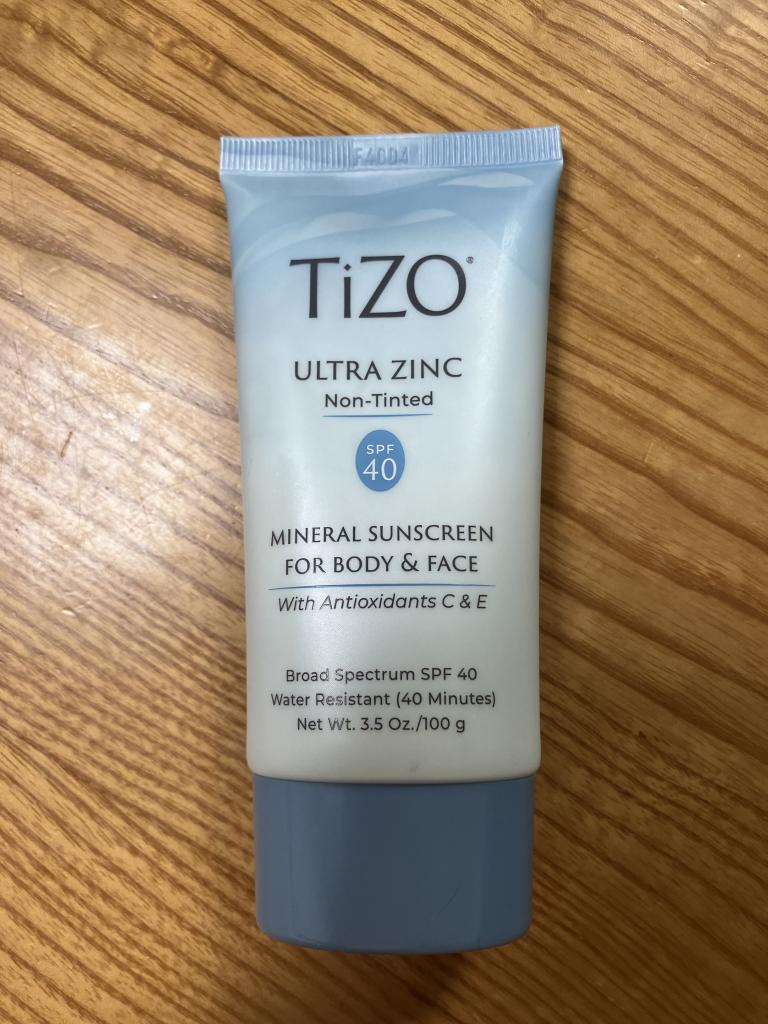 F4004
TiZO®
ULTRA ZINC
Non-Tinted
SPF
40
MINERAL SUNSCREEN
FOR BODY & FACE
With Antioxidants C & E
Broad Spectrum SPF 40
Water Resistant (40 Minutes)
Net Wt. 3.5 Oz./100 g